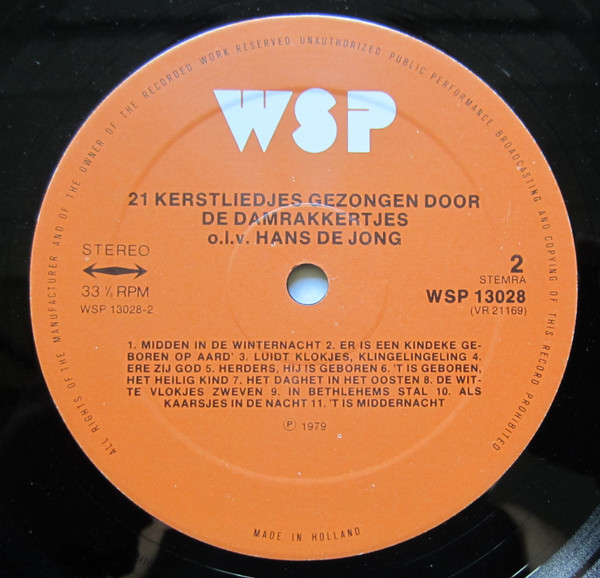 ALL RIGHTS OF THE MANUFACTURER AND OF THE OWNER OF THE RECORDED WORK RESERVED UNAUTHORIZED PUBLIC PERFORMANCE BROADCASTING AND COPYING OF THIS RECORD PROHIBITED
WSP
21 KERSTLIEDJES GEZONGEN DOOR
DE DAMRAKKERTJES
o.l.v. HANS DE JONG
STEREO
33 ⅓ RPM
WSP 13028-2
2
STEMRA
WSP 13028
(VR 21169)
1. MIDDEN IN DE WINTERNACHT 2. ER IS EEN KINDEKE GE-
BOREN OP AARD' 3. LUIDT KLOKJES, KLINGELINGELING 4.
ERE ZIJ GOD 5. HERDERS, HIJ IS GEBOREN 6. 'T IS GEBOREN,
HET HEILIG KIND 7. HET DAGHET IN HET OOSTEN 8. DE WIT-
TE VLOKJES ZWEVEN 9. IN BETHLEHEMS STAL 10. ALS
KAARSJES IN DE NACHT 11. 'T IS MIDDERNACHT
Ⓟ 1979
MADE IN HOLLAND